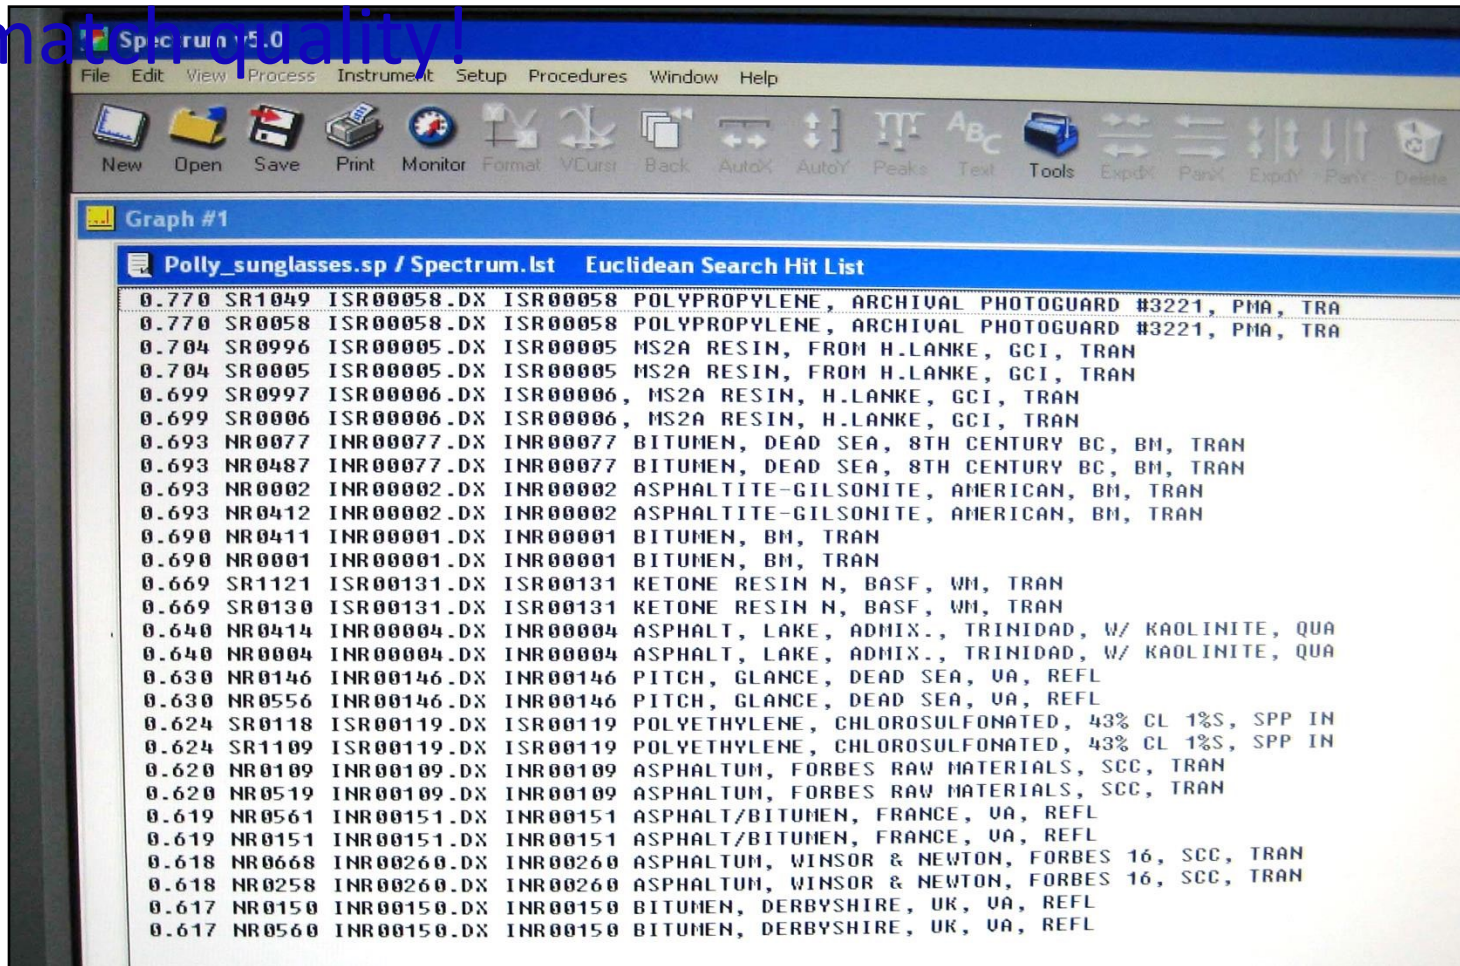 match quality!
Spectrum v5.0
File Edit View Process Instrument Setup Procedures Window Help
New Open Save Print Monitor Format VCursr Back AutoX AutoY Peaks Text Tools ExpdX PanX ExpdY PanY Delete
Graph #1
Polly_sunglasses.sp / Spectrum.lst Euclidean Search Hit List
0.770 SR1049 ISR00058.DX ISR00058 POLYPROPYLENE, ARCHIVAL PHOTOGUARD #3221, PMA, TRA
0.770 SR0058 ISR00058.DX ISR00058 POLYPROPYLENE, ARCHIVAL PHOTOGUARD #3221, PMA, TRA
0.704 SR0996 ISR00005.DX ISR00005 MS2A RESIN, FROM H.LANKE, GCI, TRAN
0.704 SR0005 ISR00005.DX ISR00005 MS2A RESIN, FROM H.LANKE, GCI, TRAN
0.699 SR0997 ISR00006.DX ISR00006, MS2A RESIN, H.LANKE, GCI, TRAN
0.699 SR0006 ISR00006.DX ISR00006, MS2A RESIN, H.LANKE, GCI, TRAN
0.693 NR0077 INR00077.DX INR00077 BITUMEN, DEAD SEA, 8TH CENTURY BC, BM, TRAN
0.693 NR0487 INR00077.DX INR00077 BITUMEN, DEAD SEA, 8TH CENTURY BC, BM, TRAN
0.693 NR0002 INR00002.DX INR00002 ASPHALTITE-GILSONITE, AMERICAN, BM, TRAN
0.693 NR0412 INR00002.DX INR00002 ASPHALTITE-GILSONITE, AMERICAN, BM, TRAN
0.690 NR0411 INR00001.DX INR00001 BITUMEN, BM, TRAN
0.690 NR0001 INR00001.DX INR00001 BITUMEN, BM, TRAN
0.669 SR1121 ISR00131.DX ISR00131 KETONE RESIN N, BASF, WM, TRAN
0.669 SR0130 ISR00131.DX ISR00131 KETONE RESIN N, BASF, WM, TRAN
0.640 NR0414 INR00004.DX INR00004 ASPHALT, LAKE, ADMIX., TRINIDAD, W/ KAOLINITE, QUA
0.640 NR0004 INR00004.DX INR00004 ASPHALT, LAKE, ADMIX., TRINIDAD, W/ KAOLINITE, QUA
0.630 NR0146 INR00146.DX INR00146 PITCH, GLANCE, DEAD SEA, VA, REFL
0.630 NR0556 INR00146.DX INR00146 PITCH, GLANCE, DEAD SEA, VA, REFL
0.624 SR0118 ISR00119.DX ISR00119 POLYETHYLENE, CHLOROSULFONATED, 43% CL 1%S, SPP IN
0.624 SR1109 ISR00119.DX ISR00119 POLYETHYLENE, CHLOROSULFONATED, 43% CL 1%S, SPP IN
0.620 NR0109 INR00109.DX INR00109 ASPHALTUM, FORBES RAW MATERIALS, SCC, TRAN
0.620 NR0519 INR00109.DX INR00109 ASPHALTUM, FORBES RAW MATERIALS, SCC, TRAN
0.619 NR0561 INR00151.DX INR00151 ASPHALT/BITUMEN, FRANCE, VA, REFL
0.619 NR0151 INR00151.DX INR00151 ASPHALT/BITUMEN, FRANCE, VA, REFL
0.618 NR0668 INR00260.DX INR00260 ASPHALTUM, WINSOR & NEWTON, FORBES 16, SCC, TRAN
0.618 NR0258 INR00260.DX INR00260 ASPHALTUM, WINSOR & NEWTON, FORBES 16, SCC, TRAN
0.617 NR0150 INR00150.DX INR00150 BITUMEN, DERBYSHIRE, UK, VA, REFL
0.617 NR0560 INR00150.DX INR00150 BITUMEN, DERBYSHIRE, UK, VA, REFL